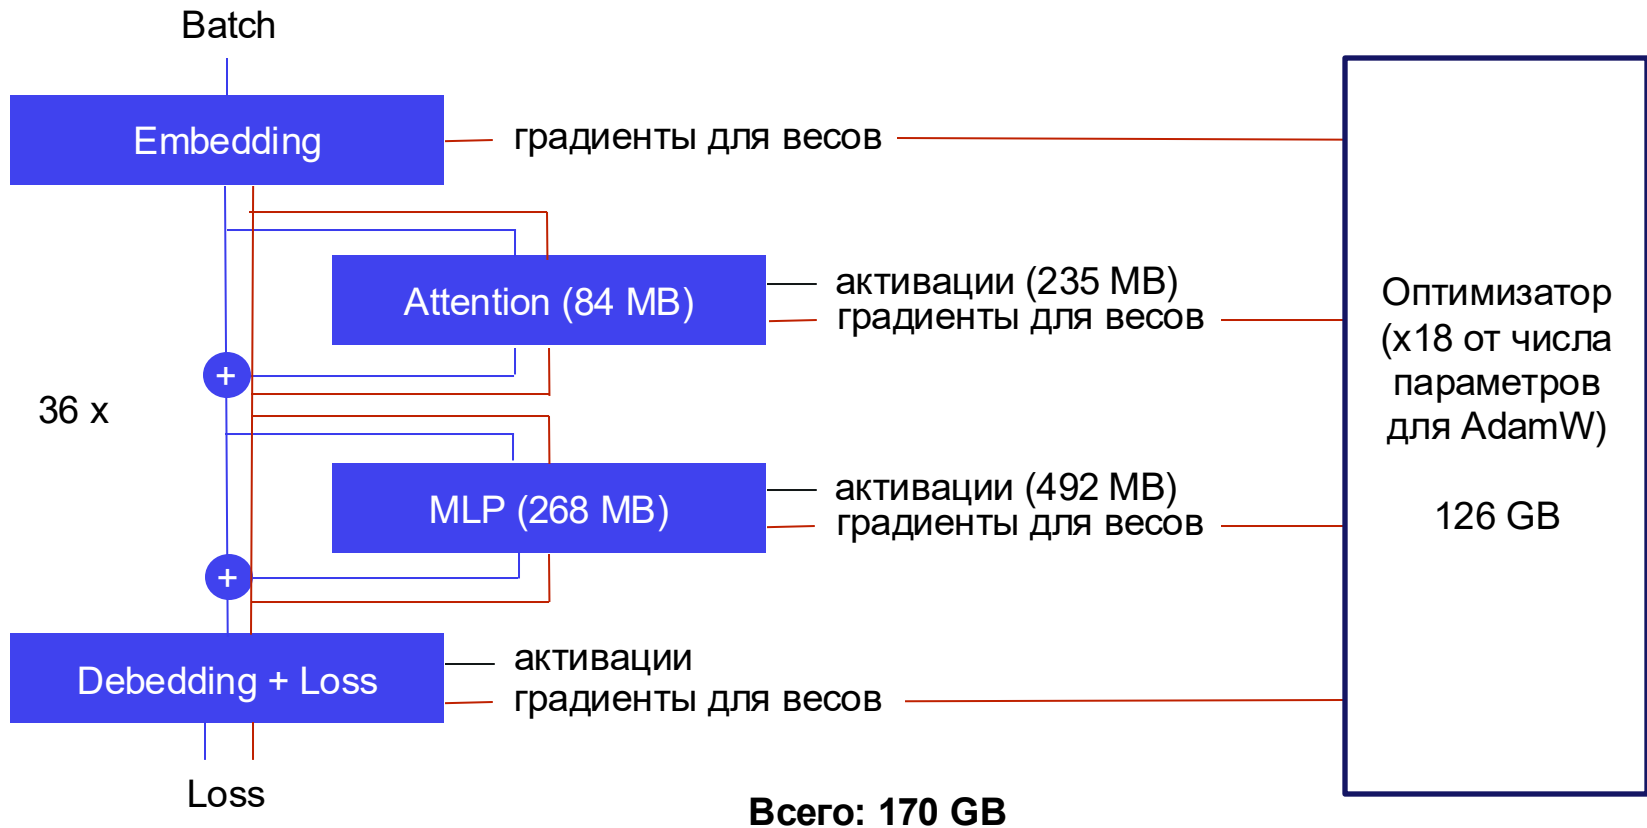 Batch
Embedding
градиенты для весов
Attention (84 MB)
активации (235 MB)
градиенты для весов
+
36 x
MLP (268 MB)
активации (492 MB)
градиенты для весов
+
Debedding + Loss
активации
градиенты для весов
Loss
Оптимизатор
(x18 от числа
параметров
для AdamW)
126 GB
Всего: 170 GB